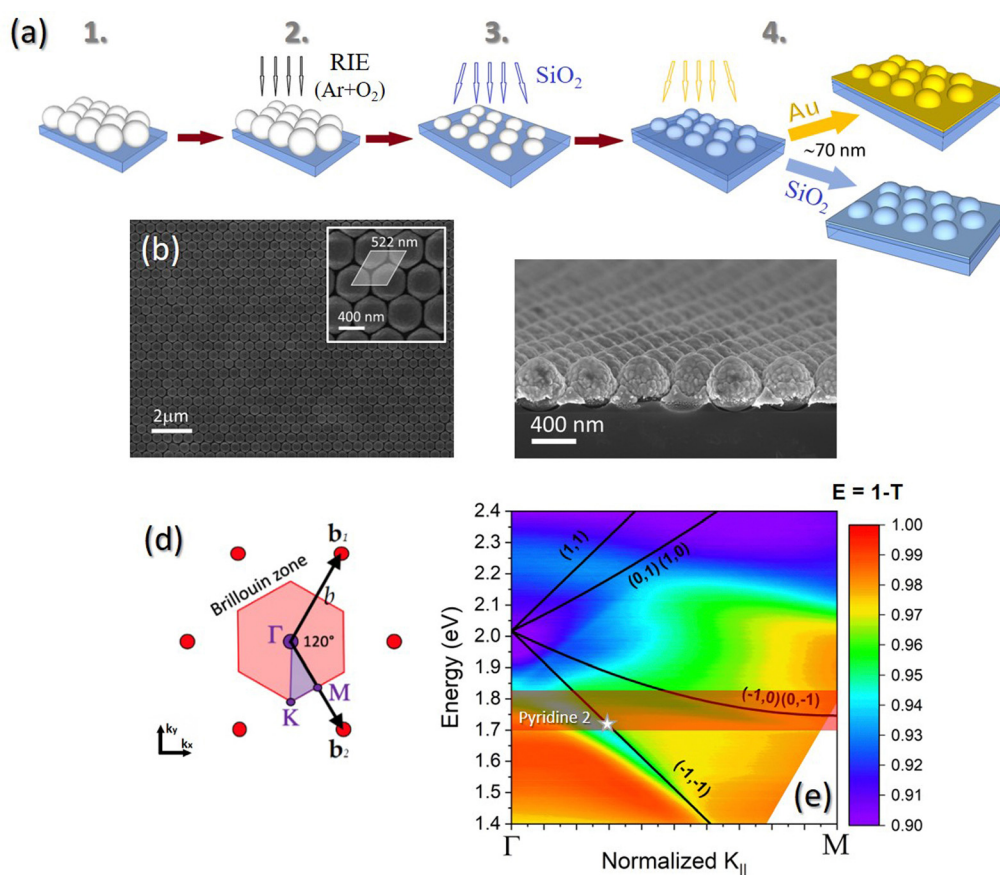 (a)
1.
2.
3.
4.
RIE
(Ar+O₂)
SiO₂
Au
~70 nm
SiO₂
(b)
522 nm
400 nm
2μm
400 nm
(d)
Brillouin zone
b₁
b
Γ
120°
M
K
b₂
ky
kx
E = 1-T
Energy (eV)
2.4
2.3
2.2
2.1
2.0
1.9
1.8
1.7
1.6
1.5
1.4
(1,1)
(0,1)(1,0)
(-1,0)(0,-1)
Pyridine 2
(-1,-1)
(e)
Γ
M
Normalized K||
1.00
0.99
0.98
0.97
0.96
0.95
0.94
0.93
0.92
0.91
0.90